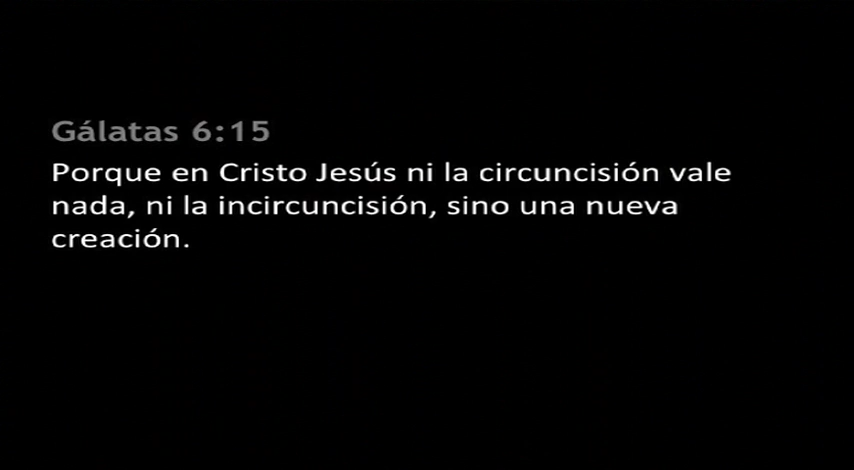 Gálatas 6:15
Porque en Cristo Jesús ni la circuncisión vale
nada, ni la incircuncisión, sino una nueva
creación.